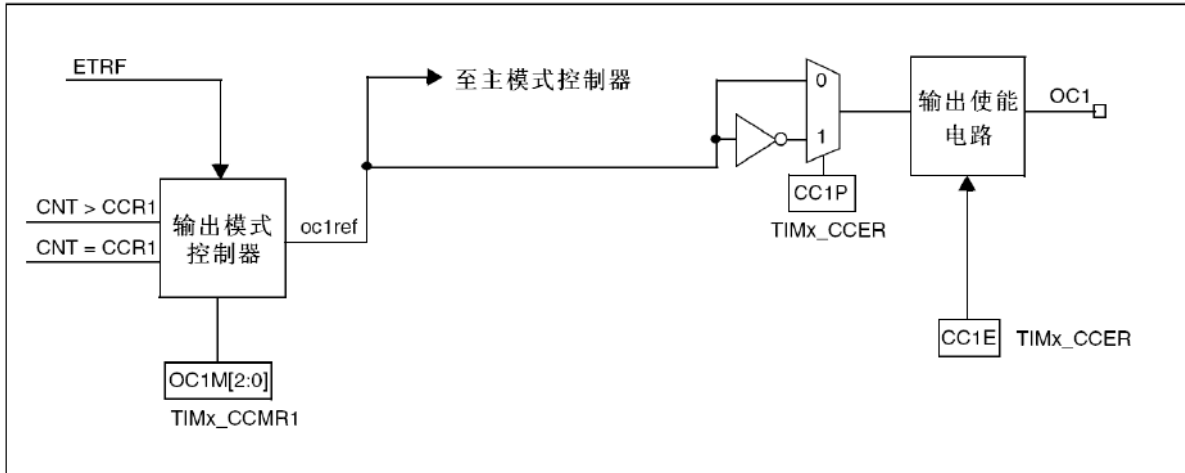 ETRF
至主模式控制器
0
1
输出使能
电路
OC1
CNT > CCR1
CNT = CCR1
输出模式
控制器
oc1ref
CC1P
TIMx_CCER
CC1E
TIMx_CCER
OC1M[2:0]
TIMx_CCMR1